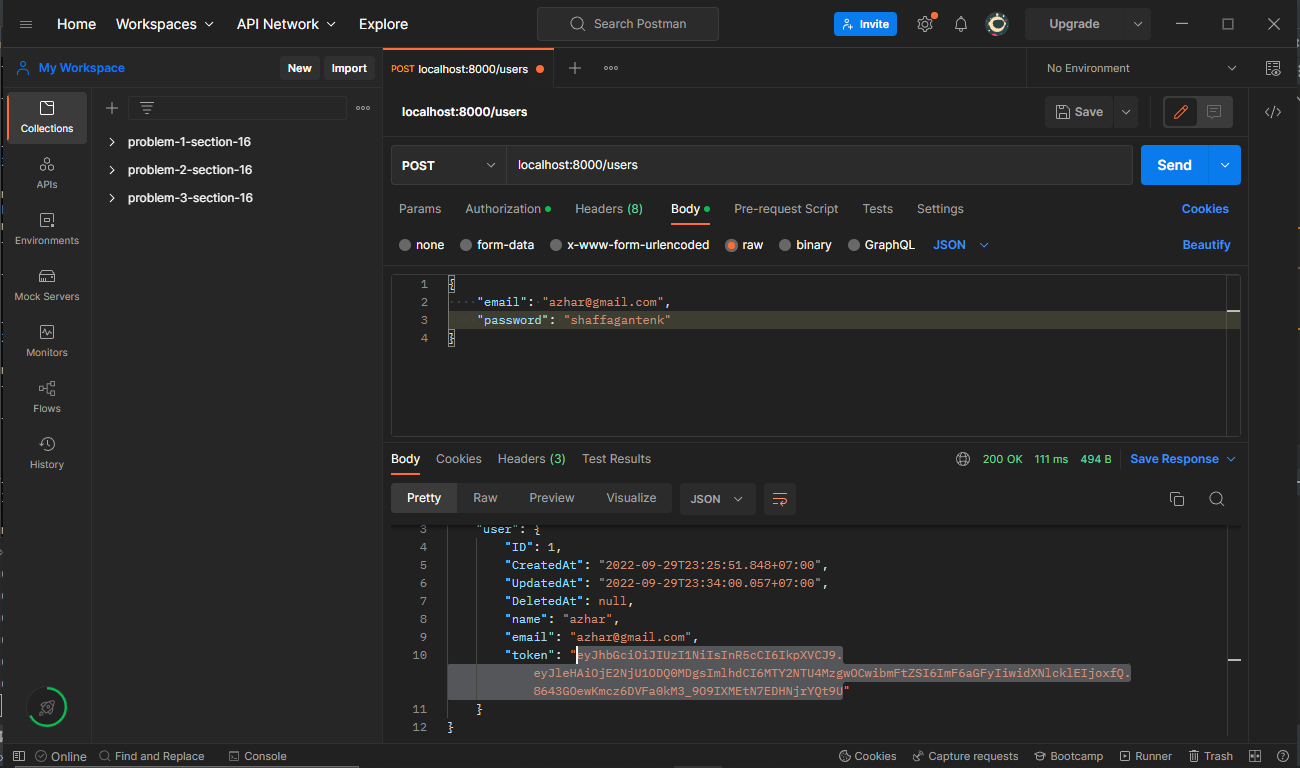 Home Workspaces API Network Explore Search Postman Invite Upgrade
My Workspace New Import POST localhost:8000/users No Environment
Collections
APIs
Environments
Mock Servers
Monitors
Flows
History
problem-1-section-16
problem-2-section-16
problem-3-section-16
localhost:8000/users Save
POST localhost:8000/users Send
Params Authorization Headers (8) Body Pre-request Script Tests Settings Cookies
none form-data x-www-form-urlencoded raw binary GraphQL JSON Beautify
1 {
2 "email": "azhar@gmail.com",
3 "password": "shaffagantenk"
4 }
Body Cookies Headers (3) Test Results 200 OK 111 ms 494 B Save Response
Pretty Raw Preview Visualize JSON
3 "user": {
4 "ID": 1,
5 "CreatedAt": "2022-09-29T23:25:51.848+07:00",
6 "UpdatedAt": "2022-09-29T23:34:00.057+07:00",
7 "DeletedAt": null,
8 "name": "azhar",
9 "email": "azhar@gmail.com",
10 "token": "eyJhbGciOiJIUzI1NiIsInR5cCI6IkpXVCJ9.
eyJleHAiOjE2NjU1ODQ0MDgsImlhdCI6MTY2NTU4MzgwOCwibmFtZSI6ImF6aGFyIiwidXNlcklEIjoxfQ.
8643GOewKmcz6DVFa0kM3_9O9IXMEtN7EDHNjrYQt9U"
11 }
12 }
Online Find and Replace Console Cookies Capture requests Bootcamp Runner Trash